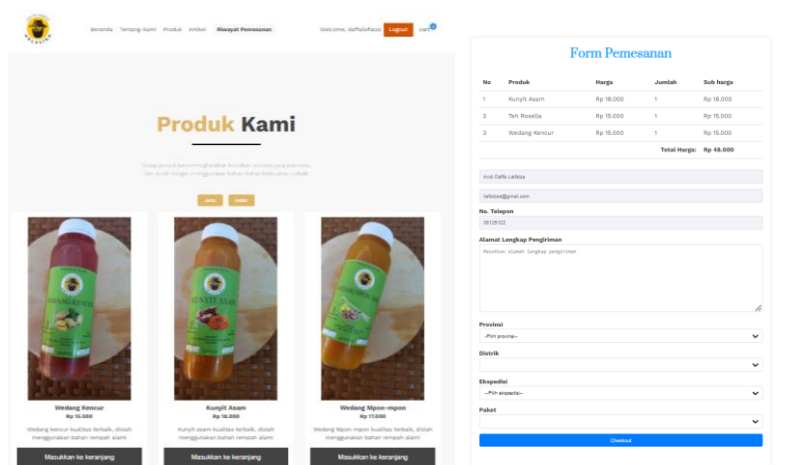 Beranda Tentang-kami Produk Artikel Riwayat Pemesanan
Welcome, daffalafaiza Logout cart
Produk Kami
Wedang Kencur
Rp 15.000
Wedang kencur kualitas terbaik, diolah
menggunakan bahan rempah alami
Masukkan ke keranjang
Kunyit Asam
Rp 18.000
Kunyit asam kualitas terbaik, diolah
menggunakan bahan rempah alami
Masukkan ke keranjang
Wedang Mpon-mpon
Rp 17.000
Wedang Mpon-mpon kualitas terbaik, diolah
menggunakan bahan rempah alami
Masukkan ke keranjang
Form Pemesanan
No Produk Harga Jumlah Sub harga
1 Kunyit Asam Rp 18.000 1 Rp 18.000
2 Teh Rosella Rp 15.000 1 Rp 15.000
3 Wedang Kencur Rp 15.000 1 Rp 15.000
Total Harga: Rp 48.000
No. Telepon
Alamat Lengkap Pengiriman
Masukkan alamat lengkap pengiriman
Provinsi
--Pilih provinsi--
Distrik
Ekspedisi
--Pilih ekspedisi--
Paket
Checkout